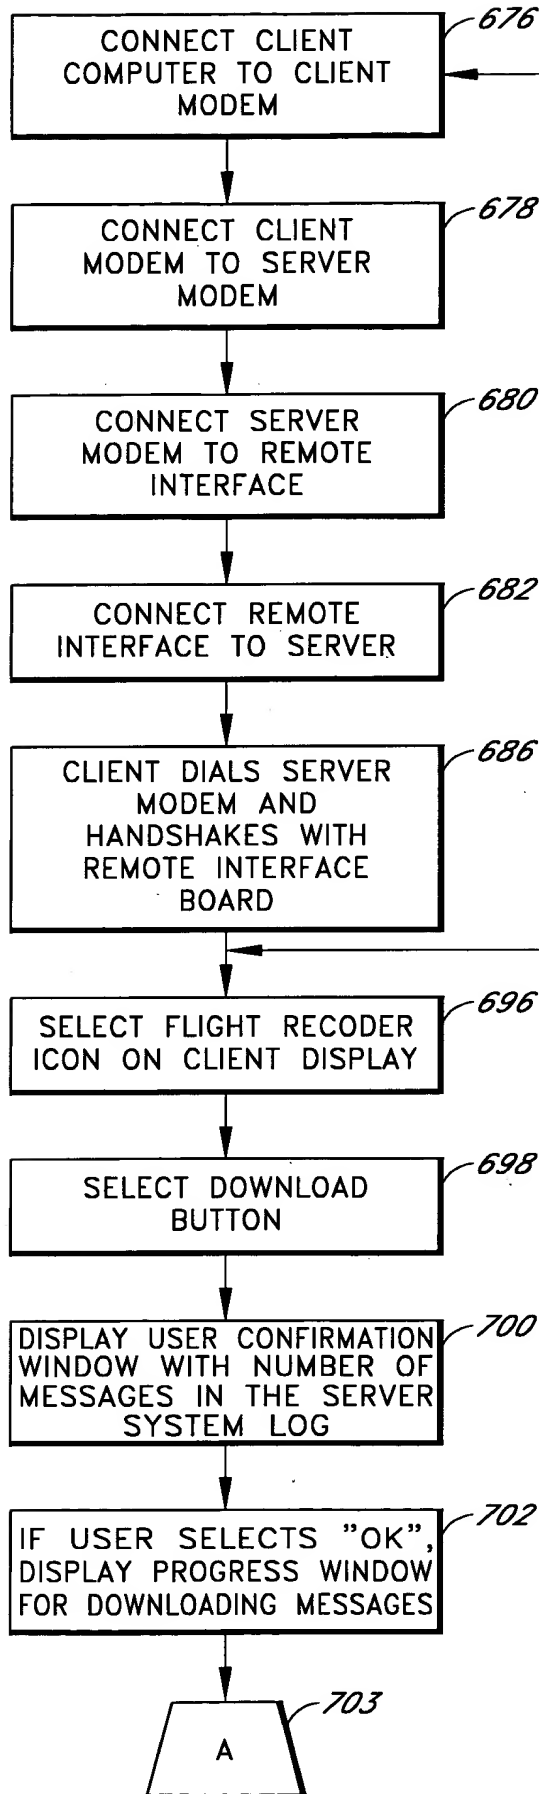 676
CONNECT CLIENT
COMPUTER TO CLIENT
MODEM
678
CONNECT CLIENT
MODEM TO SERVER
MODEM
680
CONNECT SERVER
MODEM TO REMOTE
INTERFACE
682
CONNECT REMOTE
INTERFACE TO SERVER
686
CLIENT DIALS SERVER
MODEM AND
HANDSHAKES WITH
REMOTE INTERFACE
BOARD
696
SELECT FLIGHT RECODER
ICON ON CLIENT DISPLAY
698
SELECT DOWNLOAD
BUTTON
700
DISPLAY USER CONFIRMATION
WINDOW WITH NUMBER OF
MESSAGES IN THE SERVER
SYSTEM LOG
702
IF USER SELECTS "OK",
DISPLAY PROGRESS WINDOW
FOR DOWNLOADING MESSAGES
703
A